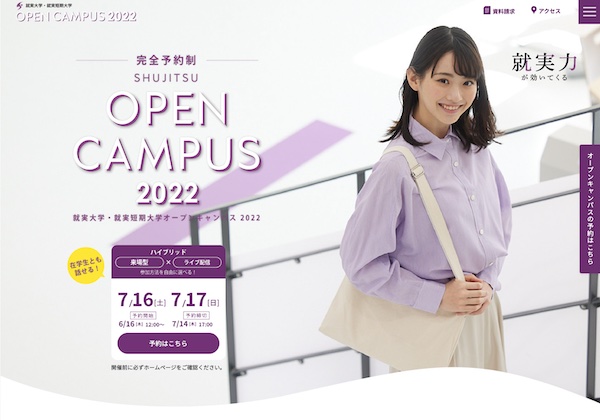 就実大学・就実短期大学
OPEN CAMPUS 2022
資料請求
アクセス
完全予約制
SHUJITSU
OPEN
CAMPUS
2022
就実大学・就実短期大学オープンキャンパス 2022
就実力
が効いてくる
オープンキャンパスの予約はこちら
在学生とも
話せる!
ハイブリッド
来場型 × ライブ配信
参加方法を自由に選べる!
7/16(土) 7/17(日)
予約開始 予約締切
6/16(木) 12:00〜 7/14(木) 17:00
予約はこちら
開催前に必ずホームページをご確認ください。